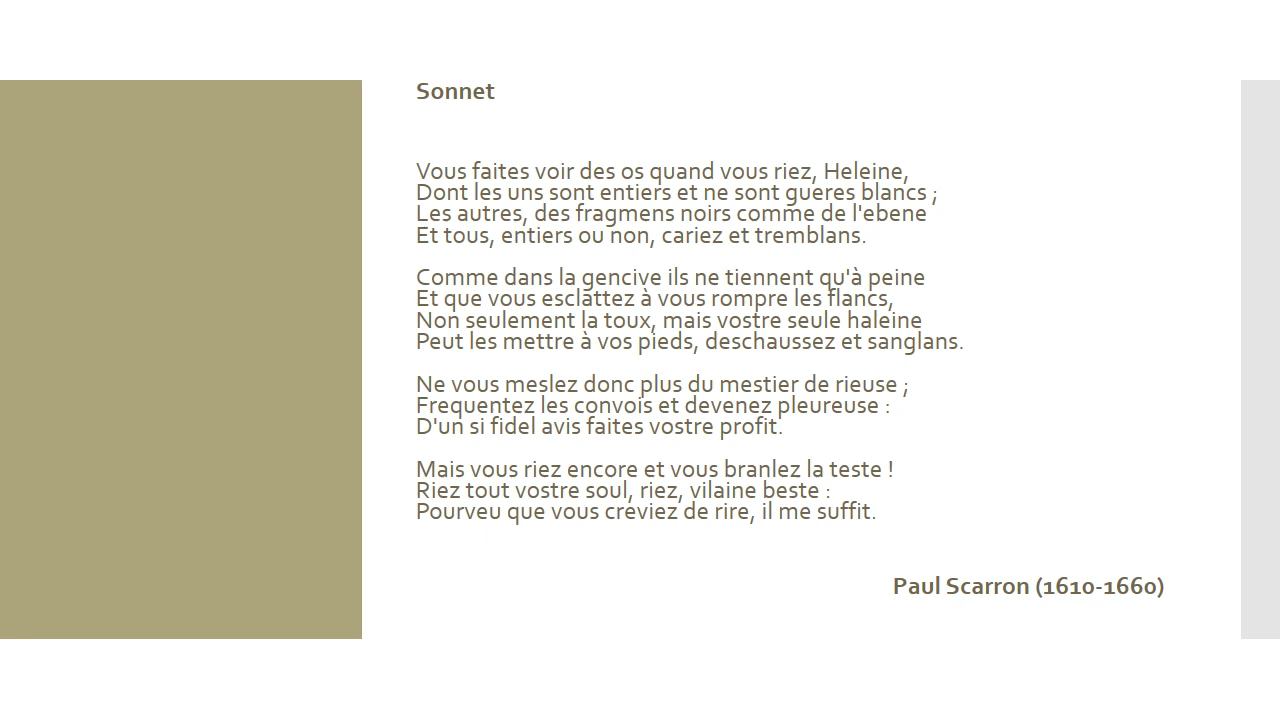 Sonnet
Vous faites voir des os quand vous riez, Heleine,
Dont les uns sont entiers et ne sont gueres blancs ;
Les autres, des fragmens noirs comme de l'ebene
Et tous, entiers ou non, cariez et tremblans.
Comme dans la gencive ils ne tiennent qu'à peine
Et que vous esclattez à vous rompre les flancs,
Non seulement la toux, mais vostre seule haleine
Peut les mettre à vos pieds, deschaussez et sanglans.
Ne vous meslez donc plus du mestier de rieuse ;
Frequentez les convois et devenez pleureuse :
D'un si fidel avis faites vostre profit.
Mais vous riez encore et vous branlez la teste !
Riez tout vostre soul, riez, vilaine beste :
Pourveu que vous creviez de rire, il me suffit.
Paul Scarron (1610-1660)